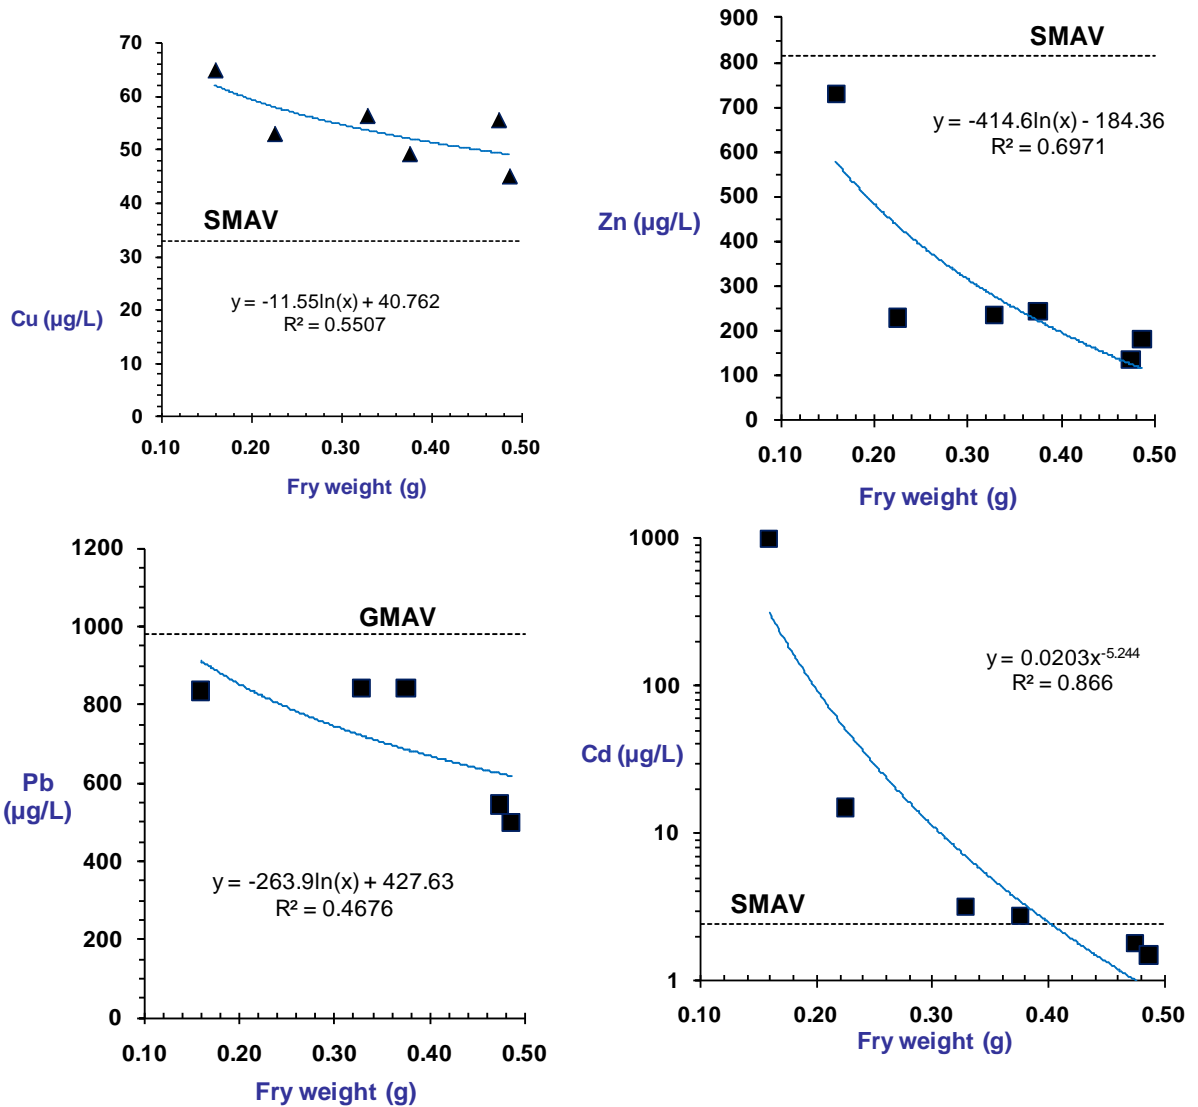 70
60
50
40
30
20
10
0
SMAV
Cu (µg/L)
y = -11.55ln(x) + 40.762
R² = 0.5507
0.10 0.20 0.30 0.40 0.50
Fry weight (g)
900
800
700
600
500
400
300
200
100
0
SMAV
Zn (µg/L)
y = -414.6ln(x) - 184.36
R² = 0.6971
0.10 0.20 0.30 0.40 0.50
Fry weight (g)
1200
1000
800
600
400
200
0
GMAV
Pb
(µg/L)
y = -263.9ln(x) + 427.63
R² = 0.4676
0.10 0.20 0.30 0.40 0.50
Fry weight (g)
1000
100
10
1
Cd (µg/L)
y = 0.0203x⁻⁵·²⁴⁴
R² = 0.866
SMAV
0.10 0.20 0.30 0.40 0.50
Fry weight (g)